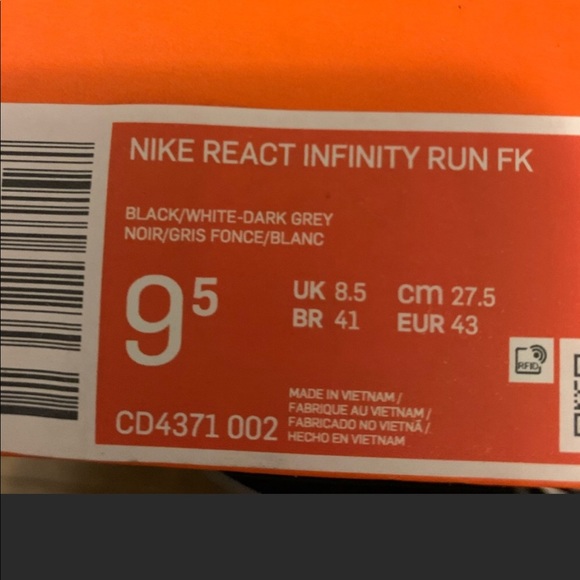 NIKE REACT INFINITY RUN FK
BLACK/WHITE-DARK GREY
NOIR/GRIS FONCE/BLANC
95
UK 8.5 cm 27.5
BR 41 EUR 43
RFID
MADE IN VIETNAM /
FABRIQUE AU VIETNAM /
FABRICADO NO VIETNÃ /
HECHO EN VIETNAM
CD4371 002